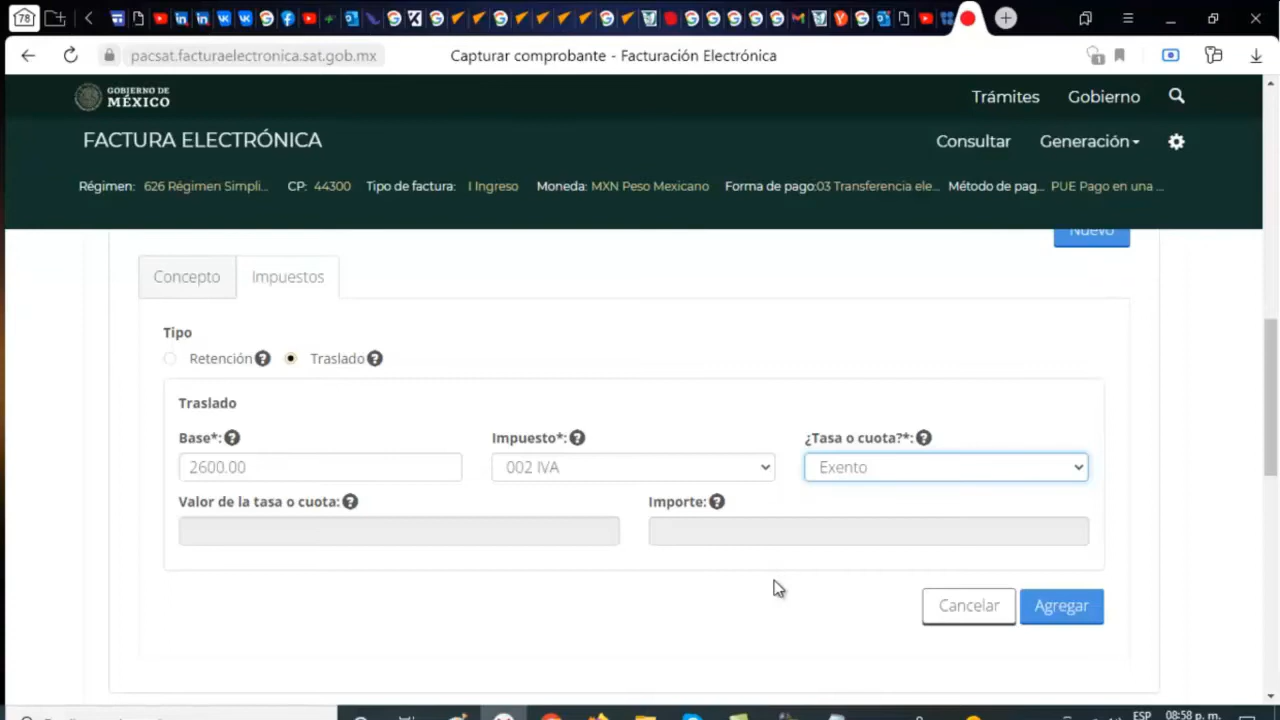 78
pacsat.facturaelectronica.sat.gob.mx
Capturar comprobante - Facturación Electrónica
1
GOBIERNO DE
MÉXICO
Trámites
Gobierno
FACTURA ELECTRÓNICA
Consultar
Generación
Régimen: 626 Régimen Simpli... CP: 44300 Tipo de factura: I Ingreso Moneda: MXN Peso Mexicano Forma de pago:03 Transferencia ele... Método de pag... PUE Pago en una ...
Nuevo
Concepto
Impuestos
Tipo
Retención ? Traslado ?
Traslado
Base*: ? Impuesto*: ? ¿Tasa o cuota?*: ?
2600.00 002 IVA Exento
Valor de la tasa o cuota: ? Importe: ?
Cancelar Agregar
ESP 08:58 p. m.